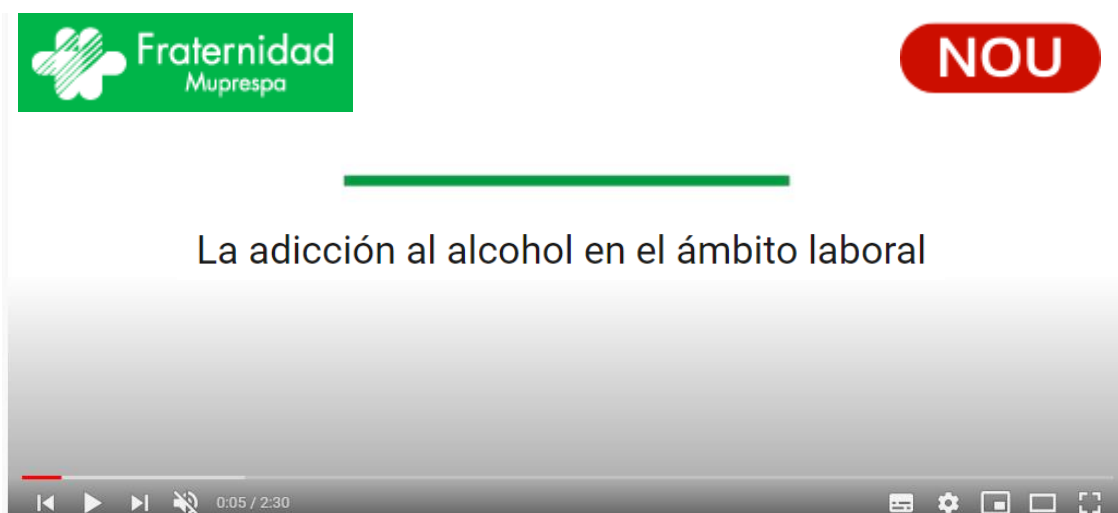 Fraternidad
Muprespa
NOU
La adicción al alcohol en el ámbito laboral
0:05 / 2:30